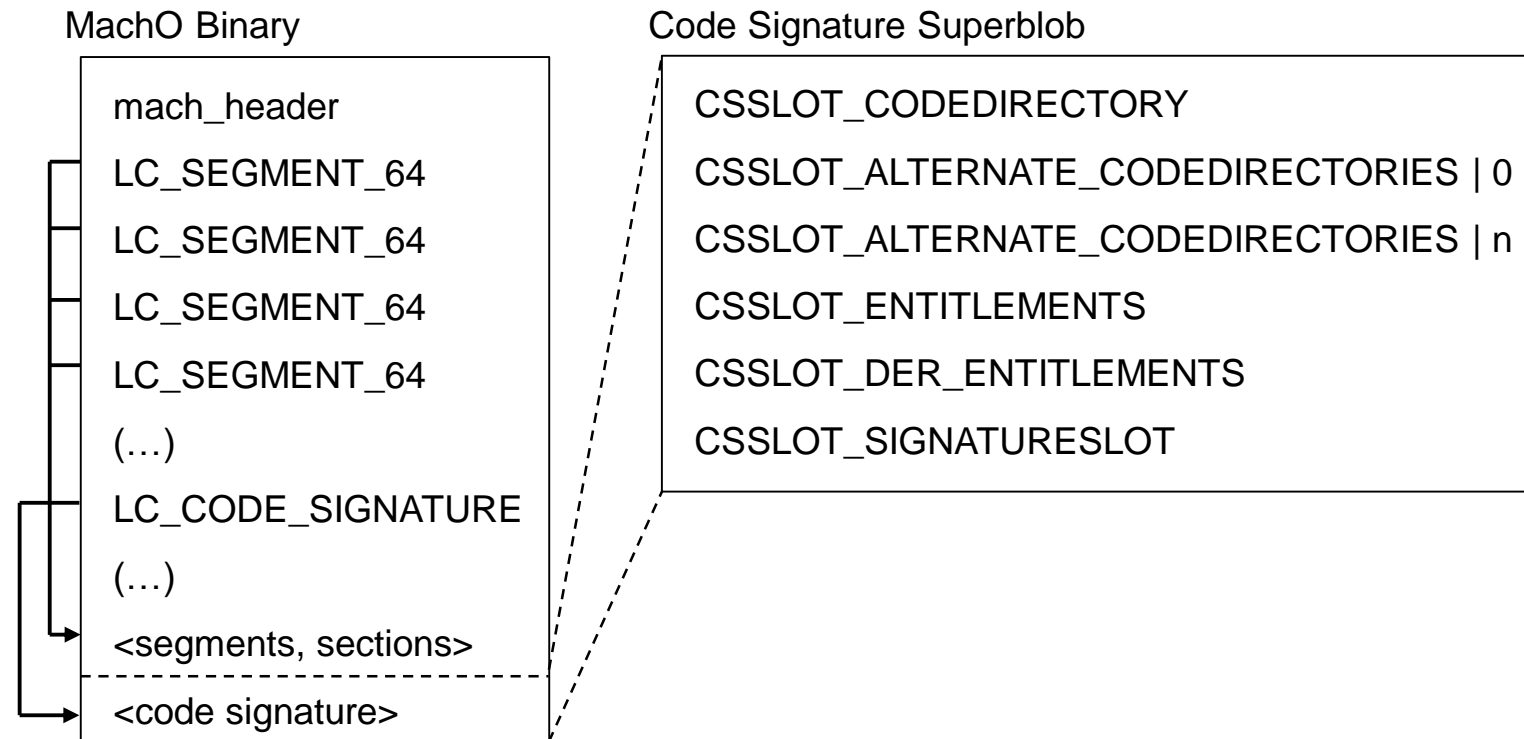 MachO Binary
mach_header
LC_SEGMENT_64
LC_SEGMENT_64
LC_SEGMENT_64
LC_SEGMENT_64
(…)
LC_CODE_SIGNATURE
(…)
<segments, sections>
<code signature>
Code Signature Superblob
CSSLOT_CODEDIRECTORY
CSSLOT_ALTERNATE_CODEDIRECTORIES | 0
CSSLOT_ALTERNATE_CODEDIRECTORIES | n
CSSLOT_ENTITLEMENTS
CSSLOT_DER_ENTITLEMENTS
CSSLOT_SIGNATURESLOT